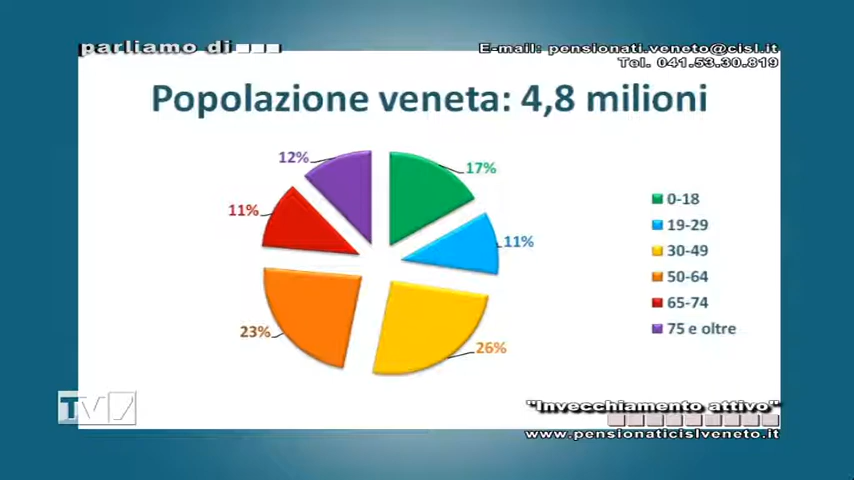 parliamo di
E-mail: pensionati.veneto@cisl.it
Tel. 041.53.30.819
Popolazione veneta: 4,8 milioni
12%
17%
11%
11%
23%
26%
0-18
19-29
30-49
50-64
65-74
75 e oltre
TV7
"Invecchiamento attivo"
www.pensionaticislveneto.it